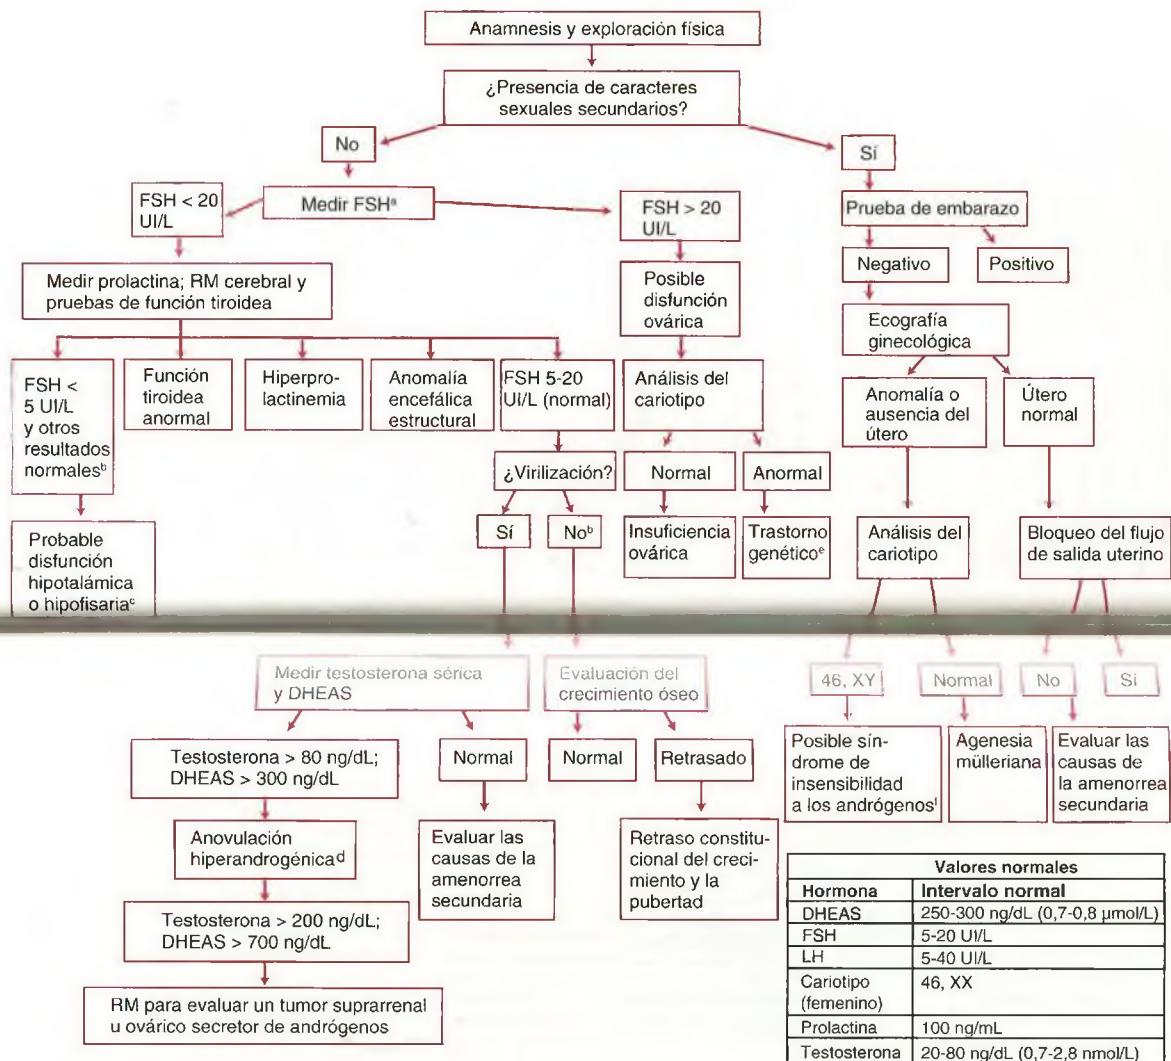 Anamnesis y exploración física
¿Presencia de caracteres
sexuales secundarios?
No
Sí
FSH < 20
UI/L
Medir FSHᵃ
FSH > 20
UI/L
Prueba de embarazo
Negativo
Positivo
Medir prolactina; RM cerebral y
pruebas de función tiroidea
Posible
disfunción
ovárica
Ecografía
ginecológica
FSH <
5 UI/L
y otros
resultados
normalesᵇ
Función
tiroidea
anormal
Hiperpro-
lactinemia
Anomalía
encefálica
estructural
FSH 5-20
UI/L (normal)
Análisis del
cariotipo
Anomalía o
ausencia del
útero
Útero
normal
¿Virilización?
Normal
Anormal
Sí
Noᵇ
Insuficiencia
ovárica
Trastorno
genéticoᵉ
Análisis del
cariotipo
Bloqueo del flujo
de salida uterino
Probable
disfunción
hipotalámica
o hipofisariaᶜ
Medir testosterona sérica
y DHEAS
Evaluación del
crecimiento óseo
46, XY
Normal
No
Sí
Testosterona > 80 ng/dL;
DHEAS > 300 ng/dL
Normal
Normal
Retrasado
Posible sín-
drome de
insensibilidad
a los andrógenosᶠ
Agenesia
mülleriana
Evaluar las
causas de
la amenorrea
secundaria
Anovulación
hiperandrogénicaᵈ
Evaluar las
causas de la
amenorrea
secundaria
Retraso constitu-
cional del creci-
miento y la
pubertad
Testosterona > 200 ng/dL;
DHEAS > 700 ng/dL
RM para evaluar un tumor suprarrenal
u ovárico secretor de andrógenos
Valores normales
Hormona Intervalo normal
DHEAS 250-300 ng/dL (0,7-0,8 µmol/L)
FSH 5-20 UI/L
LH 5-40 UI/L
Cariotipo 46, XX
(femenino)
Prolactina 100 ng/mL
Testosterona 20-80 ng/dL (0,7-2,8 nmol/L)